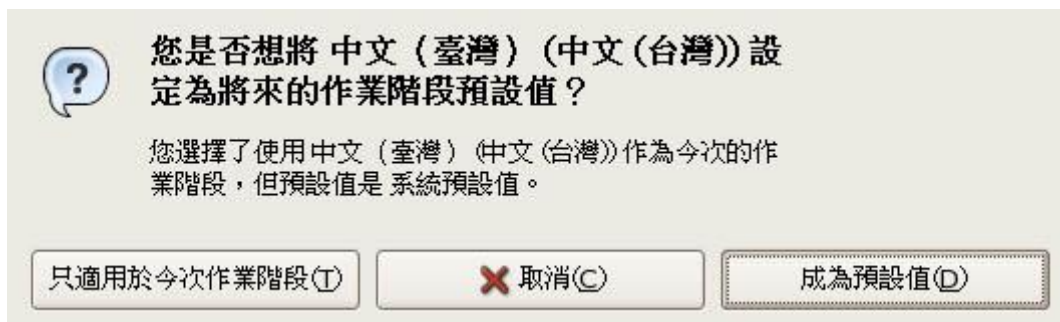 您是否想將 中文（臺灣）(中文 (台灣)) 設
定為將來的作業階段預設值？
您選擇了使用 中文（臺灣）(中文 (台灣)) 作為今次的作
業階段，但預設值是 系統預設值。
只適用於今次作業階段(T) 取消(C) 成為預設值(D)